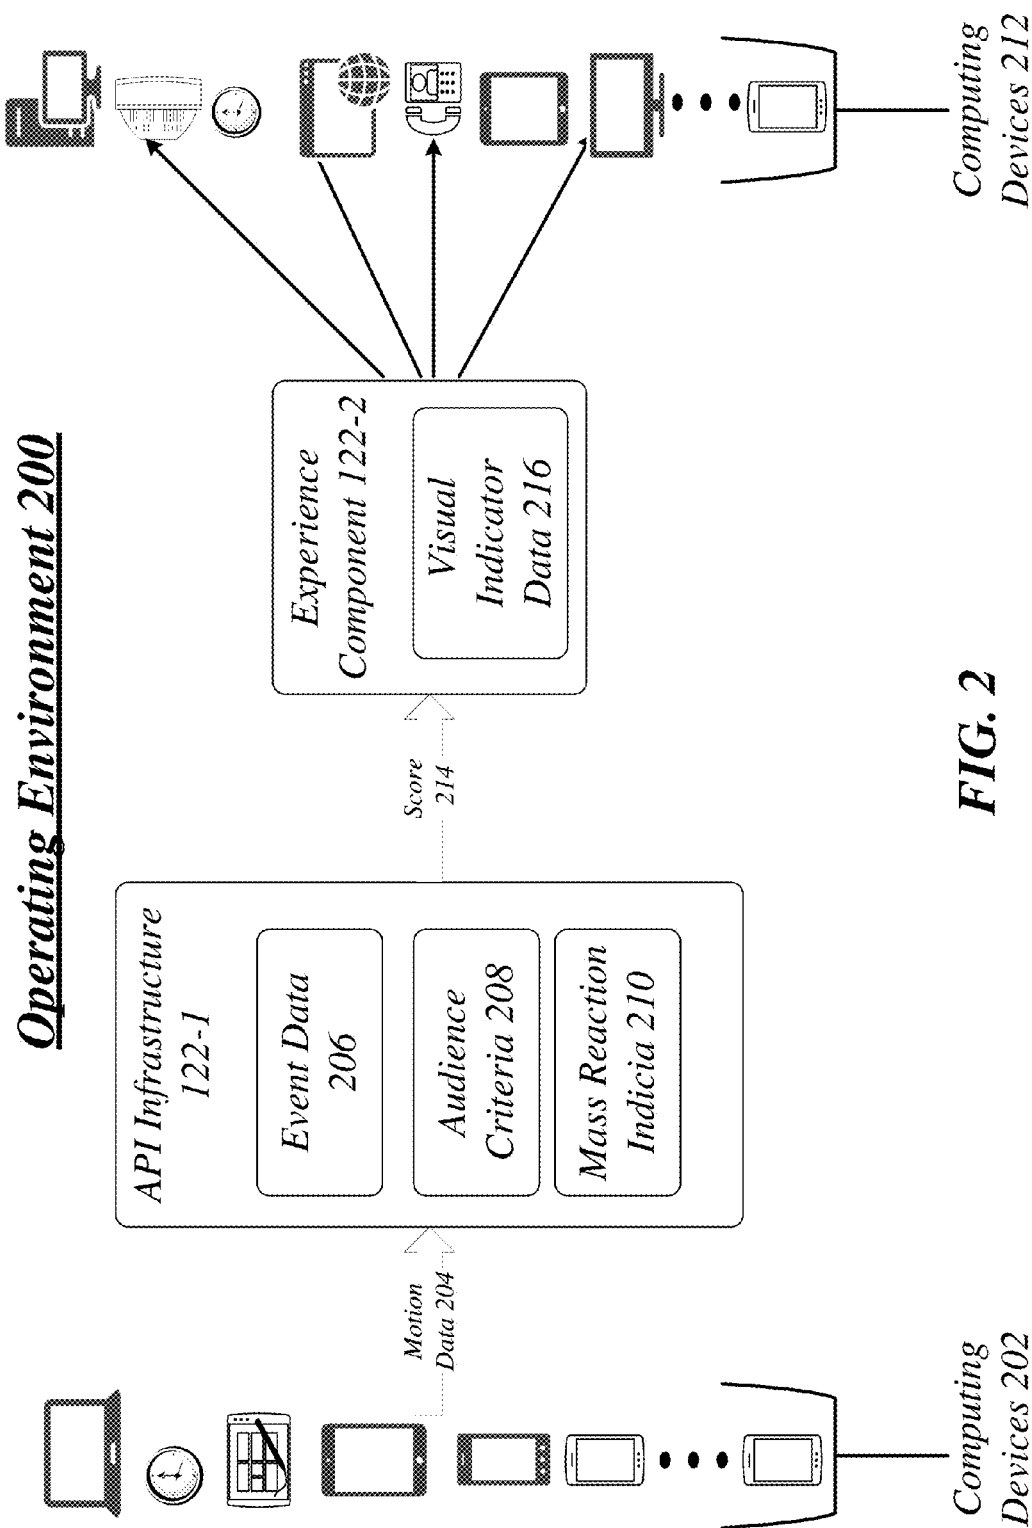 Operating Environment 200
API Infrastructure
122-1
Event Data
206
Audience
Criteria 208
Mass Reaction
Indicia 210
Motion
Data 204
Score
214
Experience
Component 122-2
Visual
Indicator
Data 216
Computing
Devices 202
Computing
Devices 212
FIG. 2